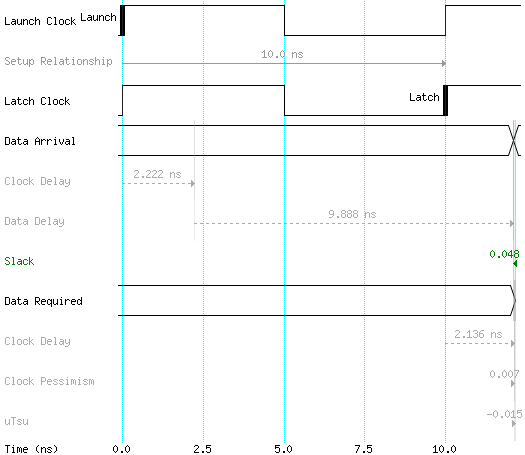 Launch Clock Launch
Setup Relationship 10.0 ns
Latch Clock Latch
Data Arrival
Clock Delay 2.222 ns
Data Delay 9.888 ns
Slack 0.048
Data Required
Clock Delay 2.136 ns
Clock Pessimism 0.007
uTsu -0.015
Time (ns) 0.0 2.5 5.0 7.5 10.0